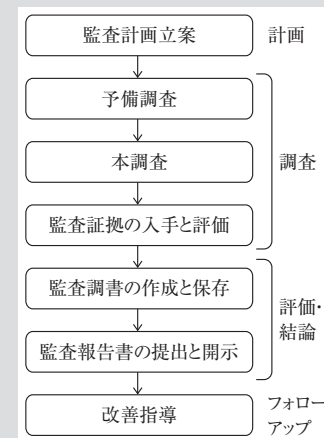 監査計画立案
計画
予備調査
本調査
調査
監査証拠の入手と評価
監査調書の作成と保存
評価・
結論
監査報告書の提出と開示
改善指導
フォロー
アップ